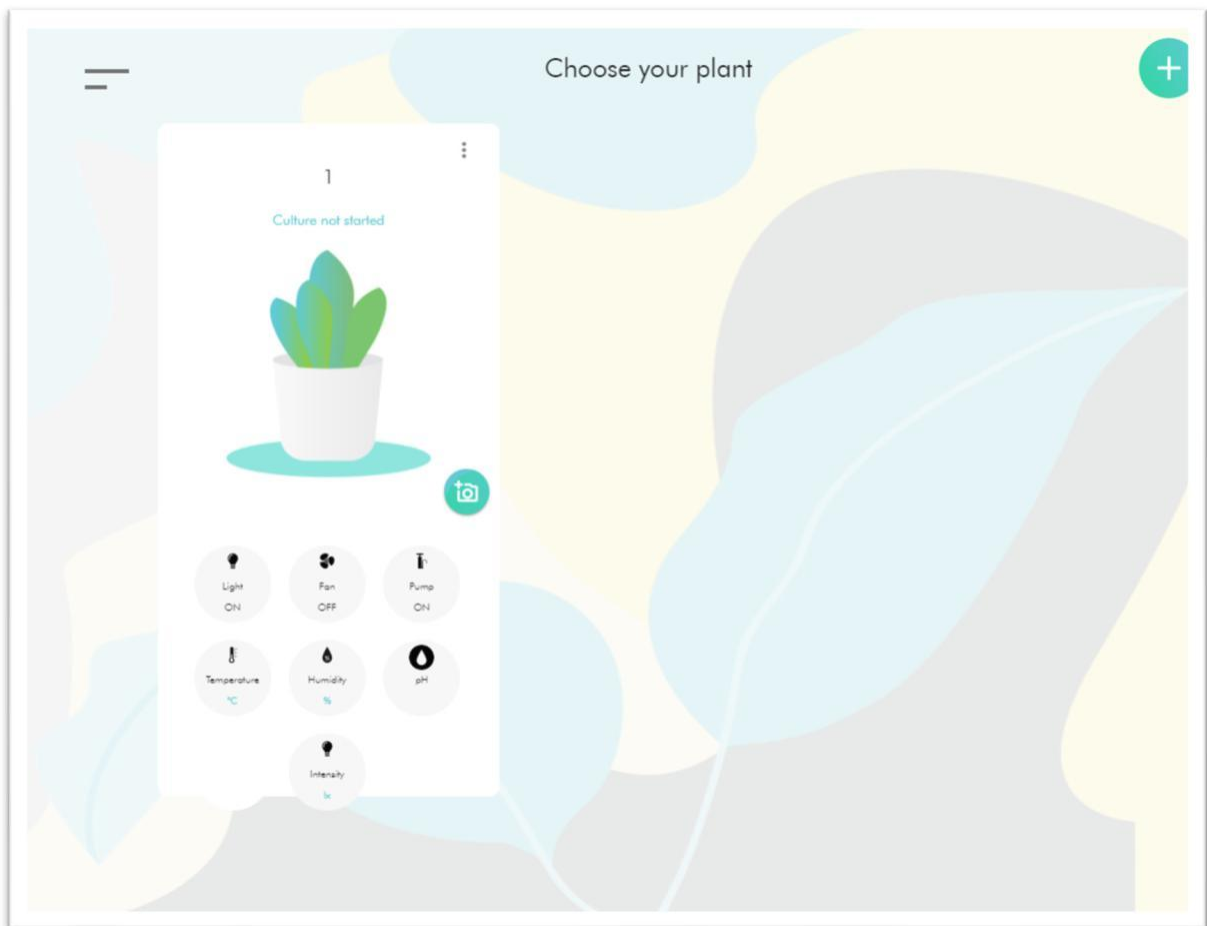 Choose your plant
1
Culture not started
Light
ON
Fan
OFF
Pump
ON
Temperature
°C
Humidity
%
pH
Intensity
lx